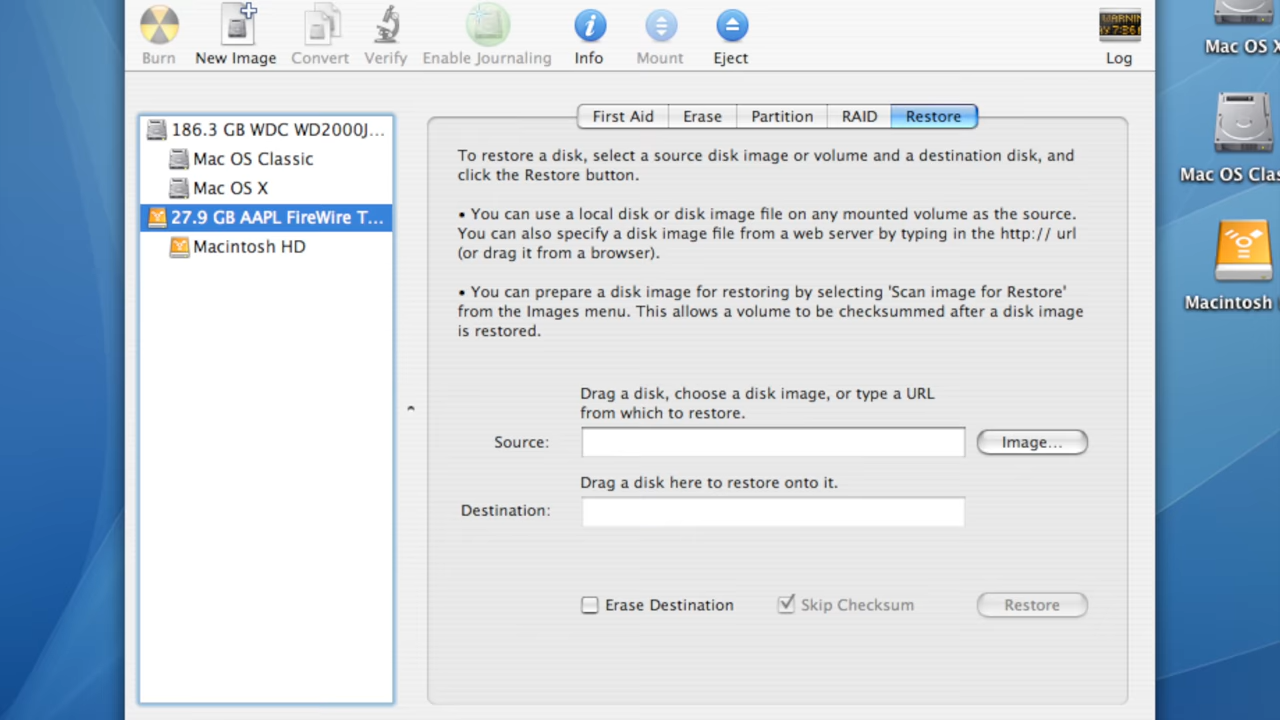 Burn
New Image
Convert
Verify
Enable Journaling
Info
Mount
Eject
WARNIN
Log
Mac OS X
186.3 GB WDC WD2000J...
Mac OS Classic
Mac OS X
27.9 GB AAPL FireWire T...
Macintosh HD
First Aid
Erase
Partition
RAID
Restore
To restore a disk, select a source disk image or volume and a destination disk, and
click the Restore button.
• You can use a local disk or disk image file on any mounted volume as the source.
You can also specify a disk image file from a web server by typing in the http:// url
(or drag it from a browser).
• You can prepare a disk image for restoring by selecting 'Scan image for Restore'
from the Images menu. This allows a volume to be checksummed after a disk image
is restored.
Drag a disk, choose a disk image, or type a URL
from which to restore.
Source:
Image...
Drag a disk here to restore onto it.
Destination:
Erase Destination
Skip Checksum
Restore
Mac OS Clas
Macintosh